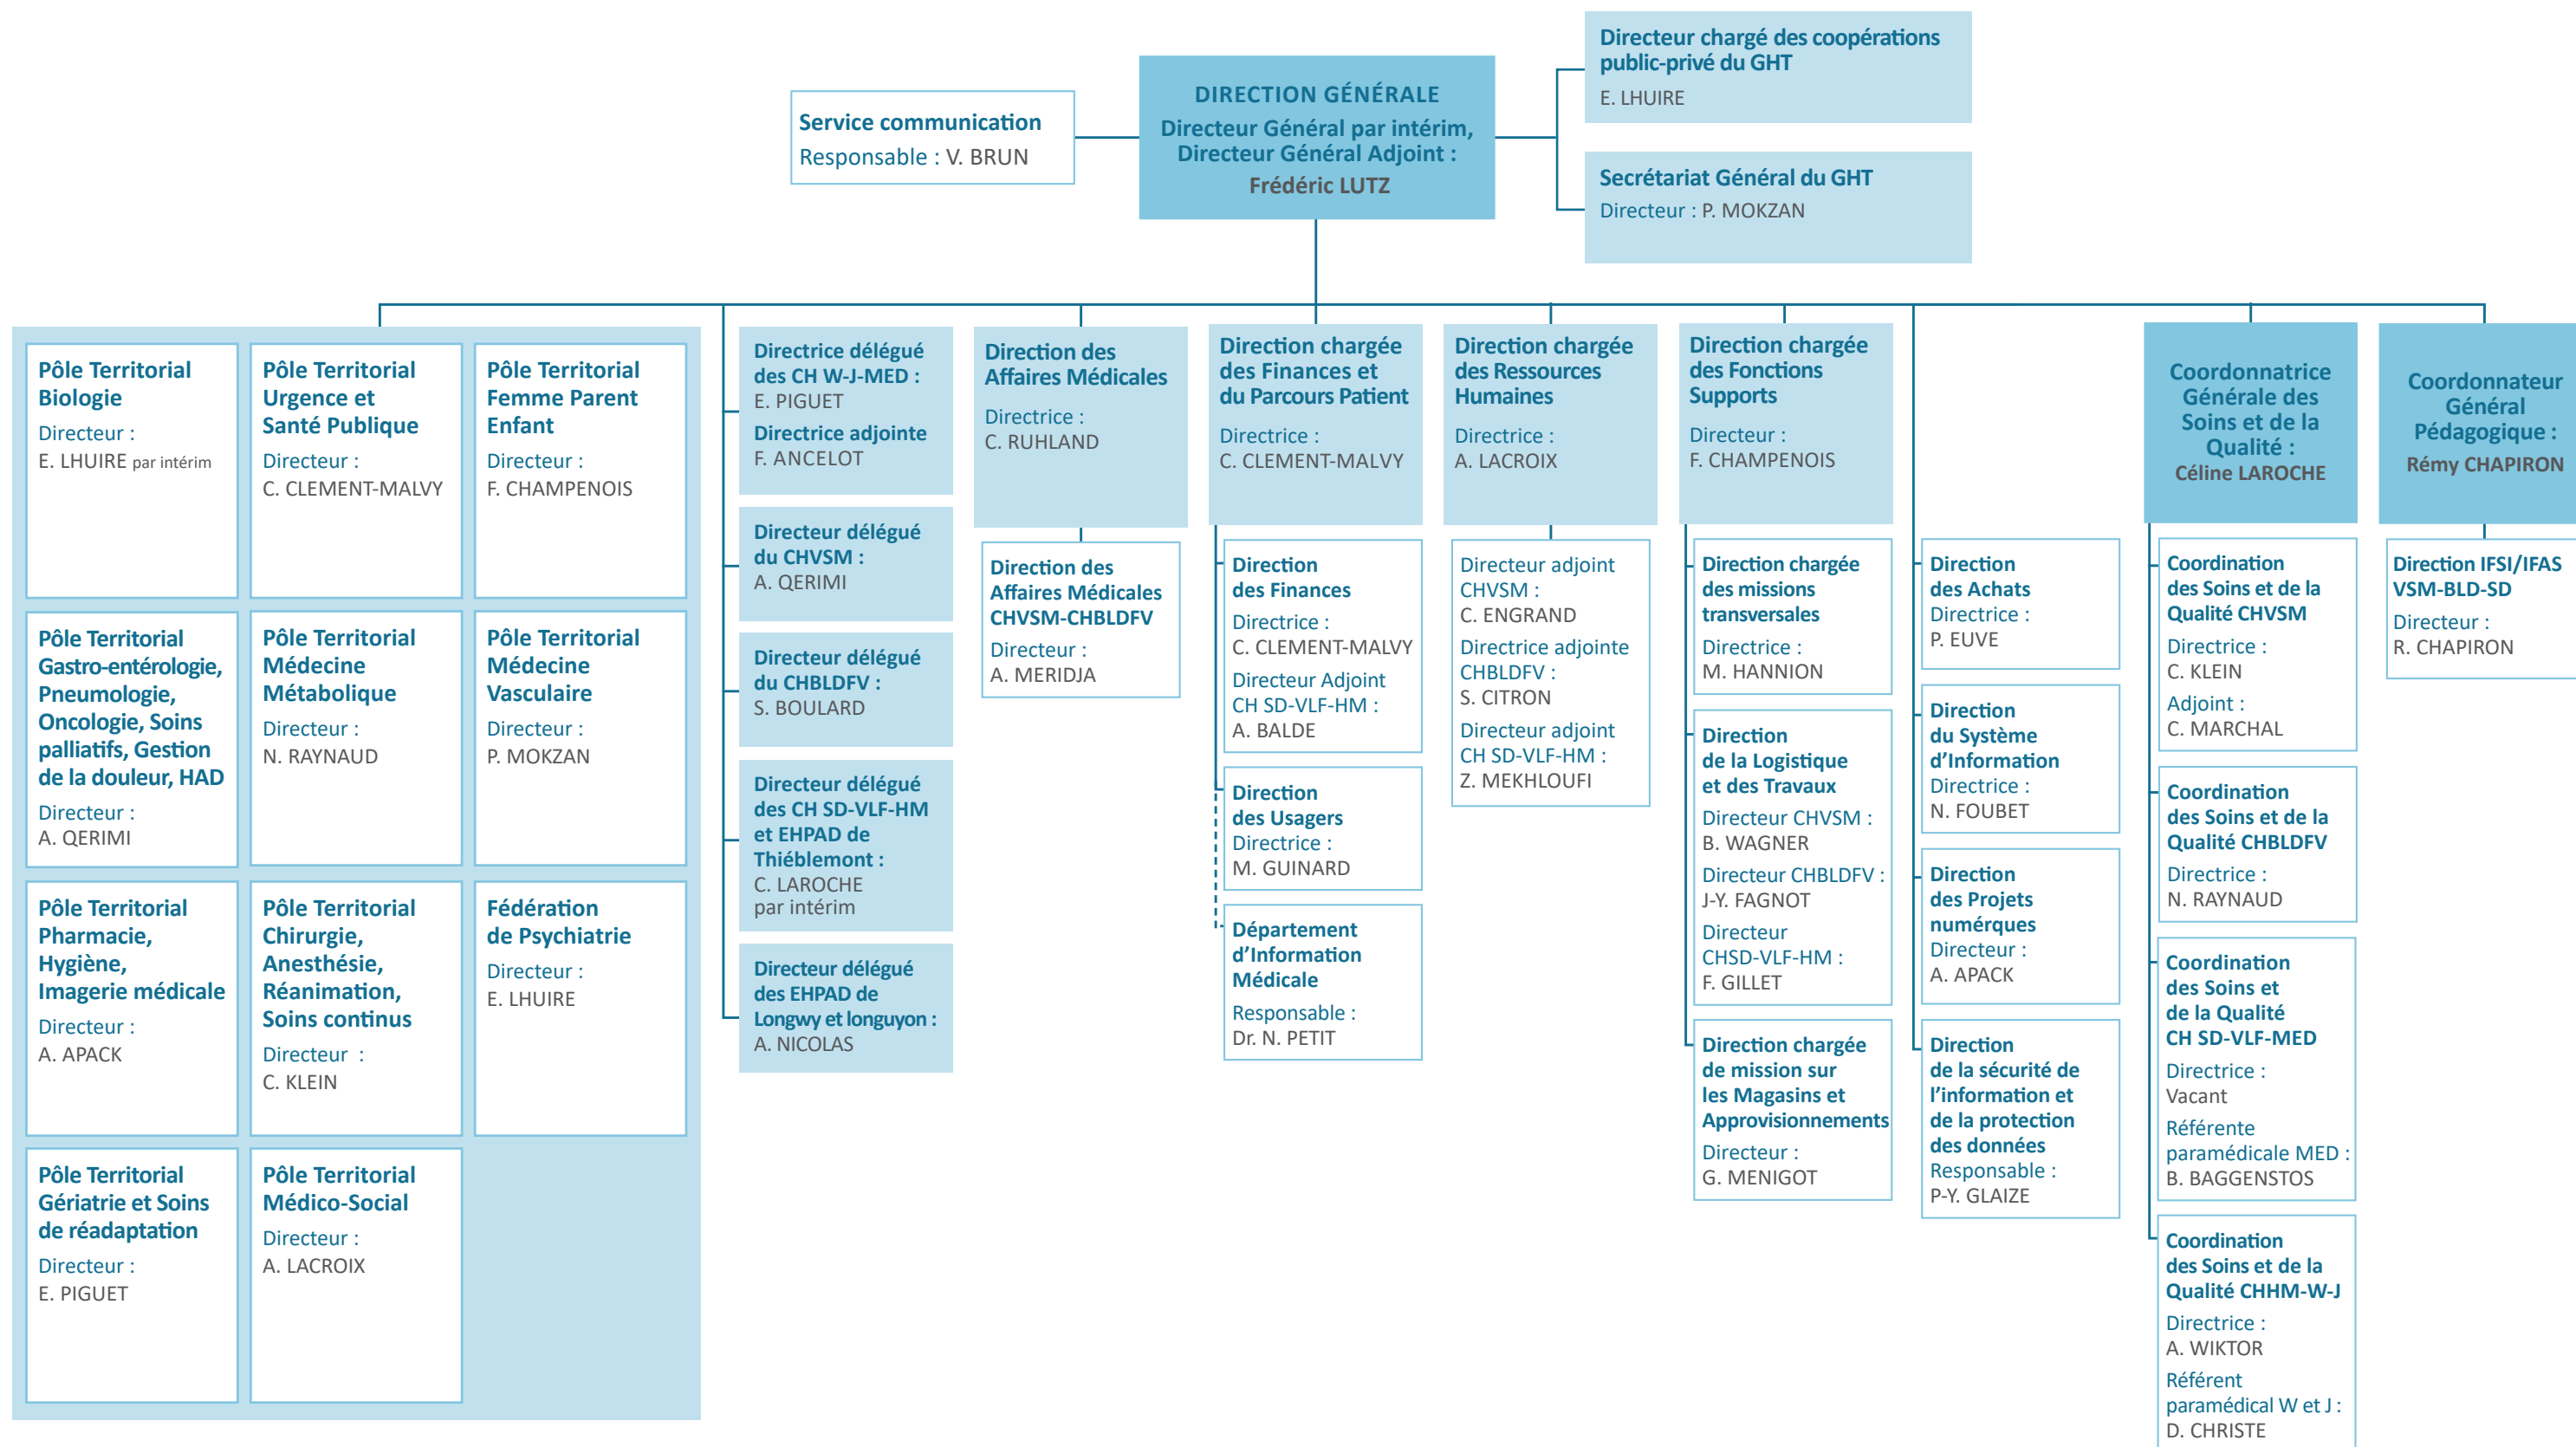 Directeur chargé des coopérations
public-privé du GHT
E. LHUIRE
DIRECTION GÉNÉRALE
Directeur Général par intérim,
Directeur Général Adjoint :
Frédéric LUTZ
Service communication
Responsable : V. BRUN
Secrétariat Général du GHT
Directeur : P. MOKZAN
Pôle Territorial
Biologie
Directeur :
E. LHUIRE par intérim
Pôle Territorial
Urgence et
Santé Publique
Directeur :
C. CLEMENT-MALVY
Pôle Territorial
Femme Parent
Enfant
Directeur :
F. CHAMPENOIS
Pôle Territorial
Gastro-entérologie,
Pneumologie,
Oncologie, Soins
palliatifs, Gestion
de la douleur, HAD
Directeur :
A. QERIMI
Pôle Territorial
Médecine
Métabolique
Directeur :
N. RAYNAUD
Pôle Territorial
Médecine
Vasculaire
Directeur :
P. MOKZAN
Pôle Territorial
Pharmacie,
Hygiène,
Imagerie médicale
Directeur :
A. APACK
Pôle Territorial
Chirurgie,
Anesthésie,
Réanimation,
Soins continus
Directeur :
C. KLEIN
Fédération
de Psychiatrie
Directeur :
E. LHUIRE
Pôle Territorial
Gériatrie et Soins
de réadaptation
Directeur :
E. PIGUET
Pôle Territorial
Médico-Social
Directeur :
A. LACROIX
Directrice délégué
des CH W-J-MED :
E. PIGUET
Directrice adjointe
F. ANCELOT
Directeur délégué
du CHVSM :
A. QERIMI
Directeur délégué
du CHBLDFV :
S. BOULARD
Directeur délégué
des CH SD-VLF-HM
et EHPAD de
Thiéblemont :
C. LAROCHE
par intérim
Directeur délégué
des EHPAD de
Longwy et longuyon :
A. NICOLAS
Direction des
Affaires Médicales
Directrice :
C. RUHLAND
Direction des
Affaires Médicales
CHVSM-CHBLDFV
Directeur :
A. MERIDJA
Direction chargée
des Finances et
du Parcours Patient
Directrice :
C. CLEMENT-MALVY
Direction
des Finances
Directrice :
C. CLEMENT-MALVY
Directeur Adjoint
CH SD-VLF-HM :
A. BALDE
Direction
des Usagers
Directrice :
M. GUINARD
Département
d'Information
Médicale
Responsable :
Dr. N. PETIT
Direction chargée
des Ressources
Humaines
Directrice :
A. LACROIX
Directeur adjoint
CHVSM :
C. ENGRAND
Directrice adjointe
CHBLDFV :
S. CITRON
Directeur adjoint
CH SD-VLF-HM :
Z. MEKHLOUFI
Direction chargée
des Fonctions
Supports
Directeur :
F. CHAMPENOIS
Direction chargée
des missions
transversales
Directrice :
M. HANNION
Direction
de la Logistique
et des Travaux
Directeur CHVSM :
B. WAGNER
Directeur CHBLDFV :
J-Y. FAGNOT
Directeur
CHSD-VLF-HM :
F. GILLET
Direction chargée
de mission sur
les Magasins et
Approvisionnements
Directeur :
G. MENIGOT
Direction
des Achats
Directrice :
P. EUVE
Direction
du Système
d'Information
Directrice :
N. FOUBET
Direction
des Projets
numérques
Directeur :
A. APACK
Direction
de la sécurité de
l'information et
de la protection
des données
Responsable :
P-Y. GLAIZE
Coordonnatrice
Générale des
Soins et de la
Qualité :
Céline LAROCHE
Coordination
des Soins et de la
Qualité CHVSM
Directrice :
C. KLEIN
Adjoint :
C. MARCHAL
Coordination
des Soins et de la
Qualité CHBLDFV
Directrice :
N. RAYNAUD
Coordination
des Soins et
de la Qualité
CH SD-VLF-MED
Directrice :
Vacant
Référente
paramédicale MED :
B. BAGGENSTOS
Coordination
des Soins et de la
Qualité CHHM-W-J
Directrice :
A. WIKTOR
Référent
paramédical W et J :
D. CHRISTE
Coordonnateur
Général
Pédagogique :
Rémy CHAPIRON
Direction IFSI/IFAS
VSM-BLD-SD
Directeur :
R. CHAPIRON